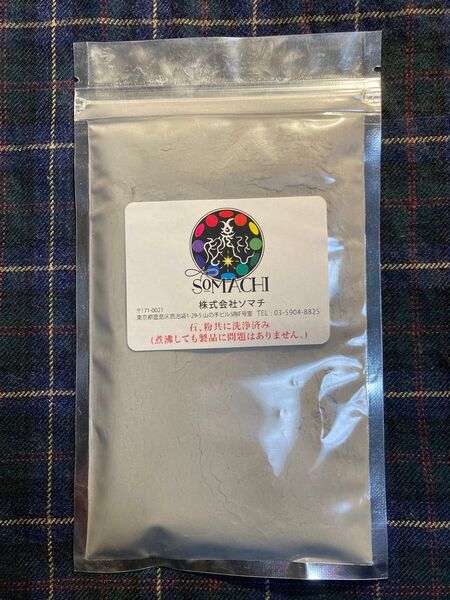 SOMACHI
株式会社ソマチ
〒171-0021
東京都豊島区西池袋1-29-5 山の手ビル5階F号室 TEL : 03-5904-8825
石、粉共に洗浄済み
(煮沸しても製品に問題はありません。)